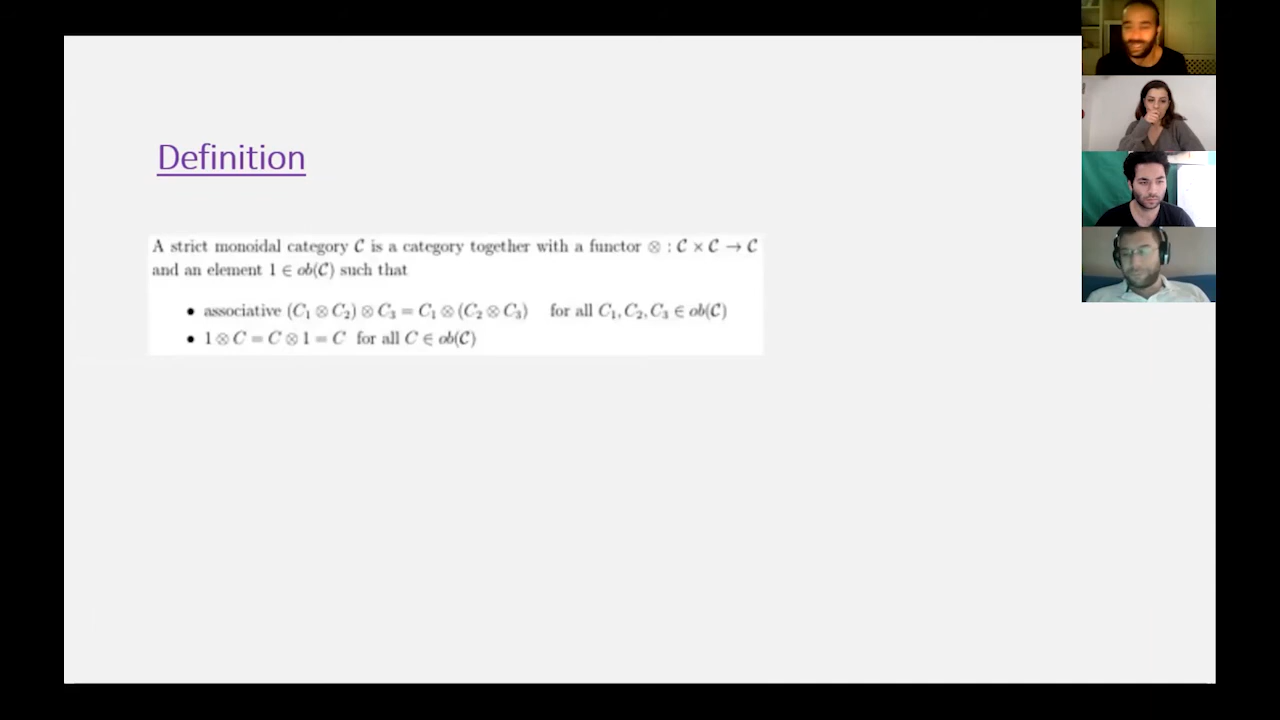 Definition
A strict monoidal category 𝒞 is a category together with a functor ⊗ : 𝒞 × 𝒞 → 𝒞
and an element 1 ∈ ob(𝒞) such that
• associative (C₁ ⊗ C₂) ⊗ C₃ = C₁ ⊗ (C₂ ⊗ C₃) for all C₁, C₂, C₃ ∈ ob(𝒞)
• 1 ⊗ C = C ⊗ 1 = C for all C ∈ ob(𝒞)